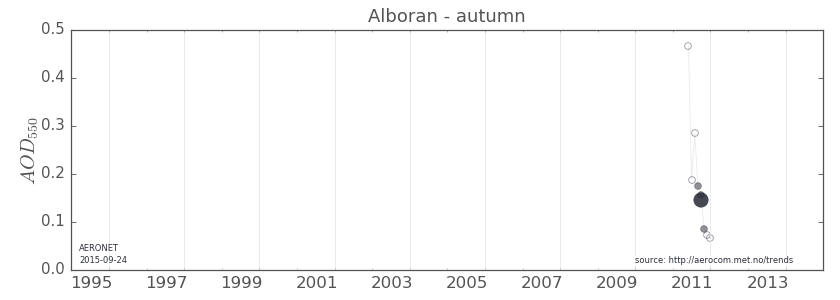 Alboran - autumn
AOD550
0.5
0.4
0.3
0.2
0.1
0.0
AERONET
2015-09-24
source: http://aerocom.met.no/trends
1995 1997 1999 2001 2003 2005 2007 2009 2011 2013